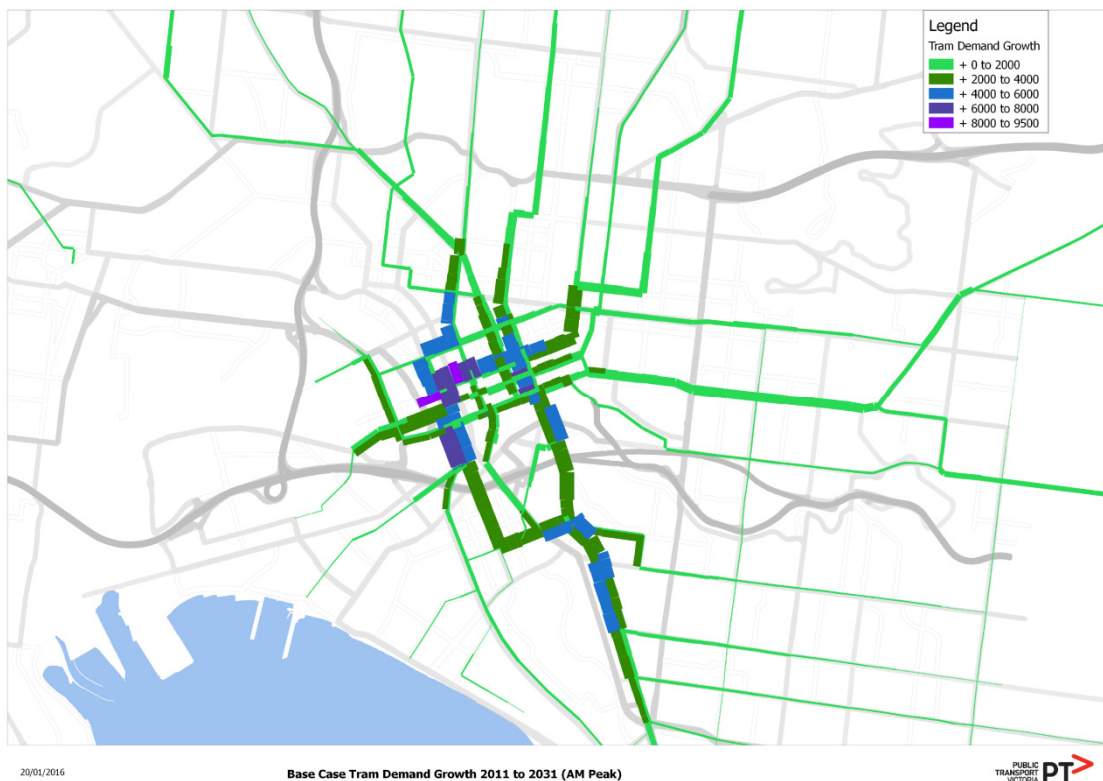 Legend
Tram Demand Growth
+ 0 to 2000
+ 2000 to 4000
+ 4000 to 6000
+ 6000 to 8000
+ 8000 to 9500
20/01/2016
Base Case Tram Demand Growth 2011 to 2031 (AM Peak)
PUBLIC
TRANSPORT
VICTORIA
PT>